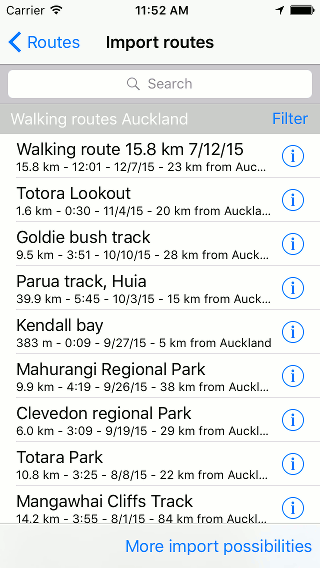 Carrier 11:52 AM
Routes Import routes
Search
Walking routes Auckland Filter
Walking route 15.8 km 7/12/15
15.8 km - 12:01 - 12/7/15 - 23 km from Auc...
Totora Lookout
1.6 km - 0:30 - 11/4/15 - 20 km from Auckla...
Goldie bush track
9.5 km - 3:51 - 10/10/15 - 28 km from Auck...
Parua track, Huia
39.9 km - 5:45 - 10/3/15 - 15 km from Auck...
Kendall bay
383 m - 0:09 - 9/27/15 - 5 km from Auckland
Mahurangi Regional Park
9.9 km - 4:19 - 9/26/15 - 38 km from Auckl...
Clevedon regional Park
6.0 km - 3:09 - 9/19/15 - 29 km from Auckl...
Totara Park
10.8 km - 3:25 - 8/8/15 - 22 km from Auckl...
Mangawhai Cliffs Track
14.2 km - 3:55 - 8/1/15 - 84 km from Auckl...
More import possibilities